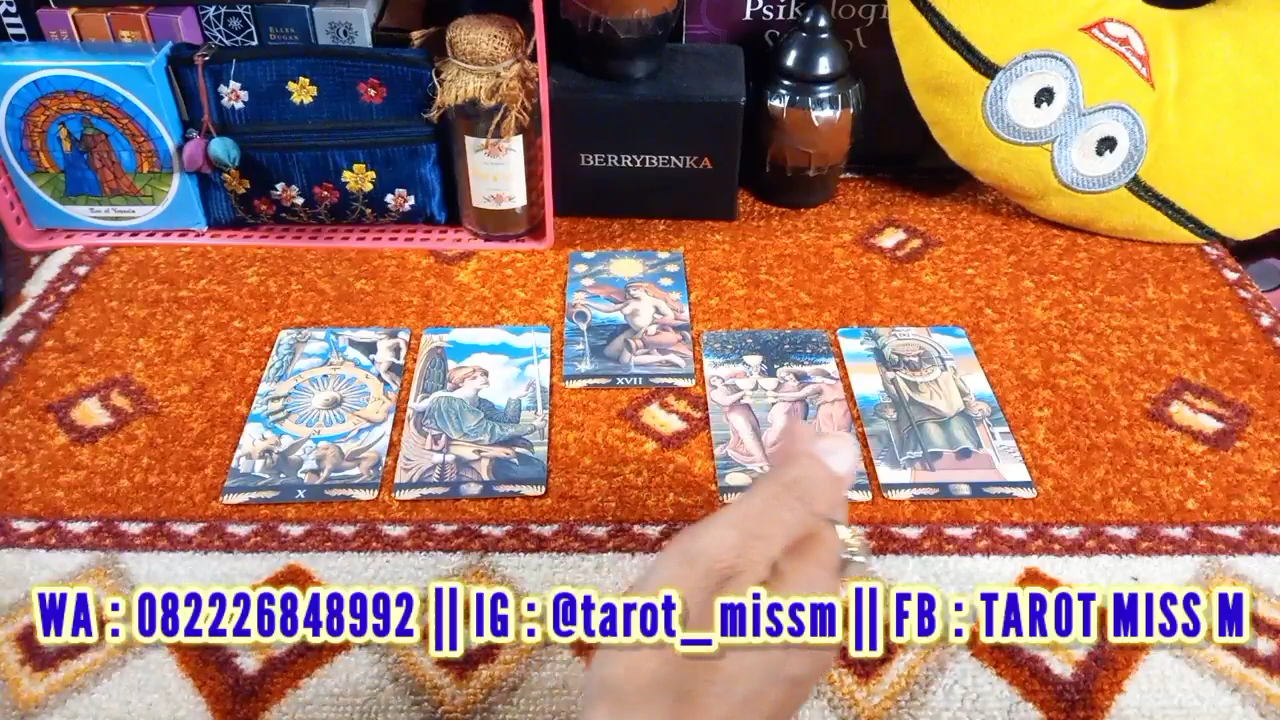 Psikologi
ELLEN
DUGAN
BERRYBENKA
XVII
X
WA : 082226848992 || IG : @tarot_missm || FB : TAROT MISS M